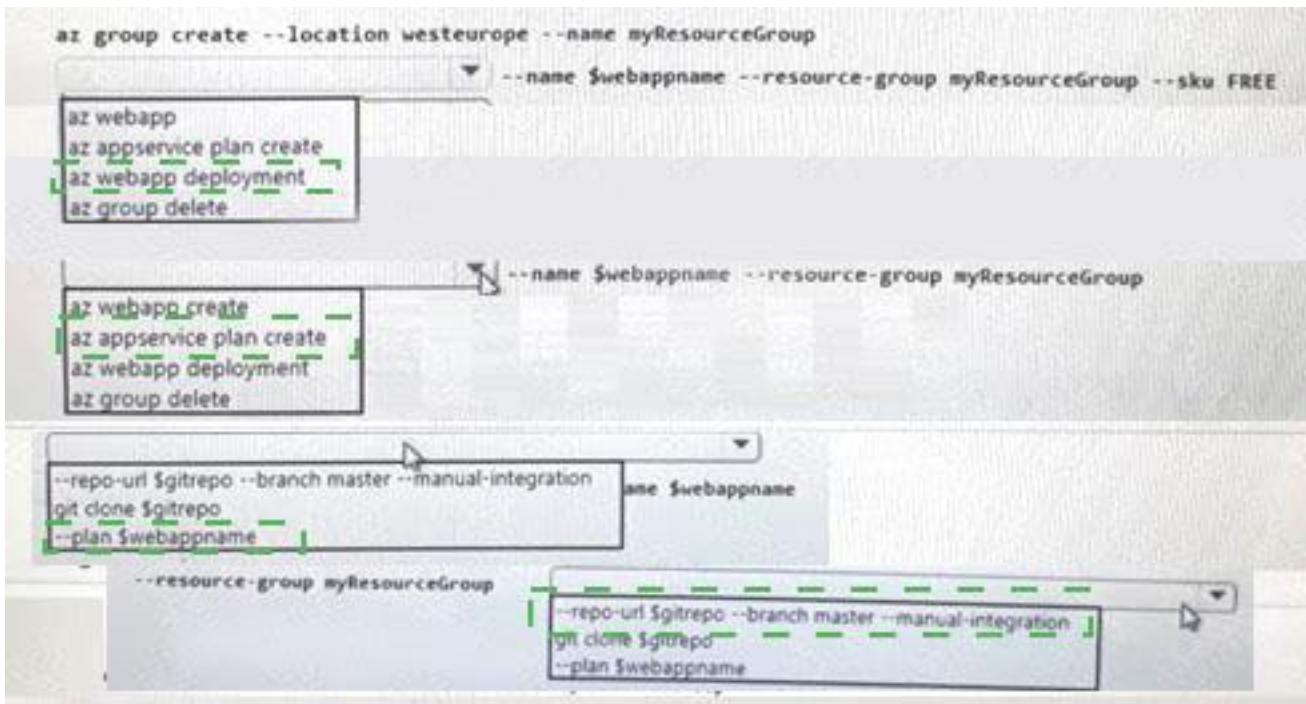 az group create --location westeurope --name myResourceGroup
--name $webappname --resource-group myResourceGroup --sku FREE
az webapp
az appservice plan create
az webapp deployment
az group delete
--name $webappname --resource-group myResourceGroup
az webapp create
az appservice plan create
az webapp deployment
az group delete
--repo-url $gitrepo --branch master --manual-integration
ame $webappname
git clone $gitrepo
--plan $webappname
--resource-group myResourceGroup
--repo-url $gitrepo --branch master --manual-integration
git clone $gitrepo
--plan $webappname